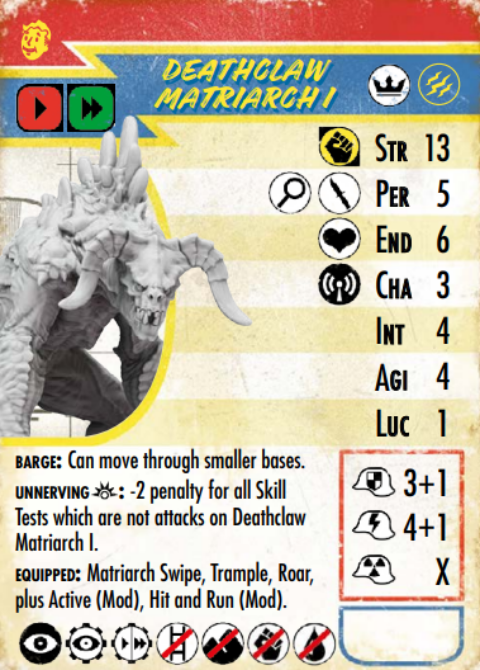 DEATHCLAW
MATRIARCH I
STR 13
PER 5
END 6
CHA 3
INT 4
AGI 4
LUC 1
BARGE: Can move through smaller bases.
UNNERVING : -2 penalty for all Skill
Tests which are not attacks on Deathclaw
Matriarch I.
EQUIPPED: Matriarch Swipe, Trample, Roar,
plus Active (Mod), Hit and Run (Mod).
3+1
4+1
X